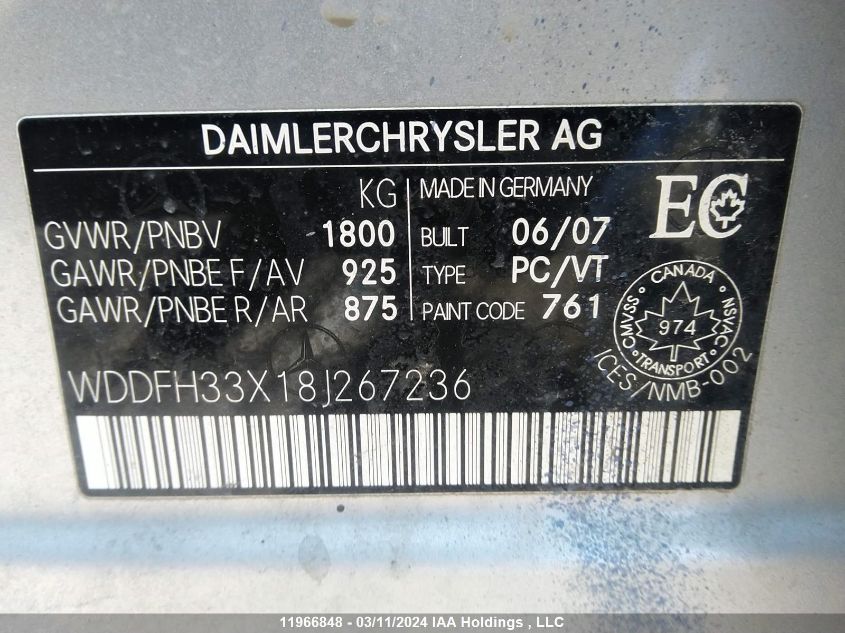 DAIMLERCHRYSLER AG
KG MADE IN GERMANY EC
GVWR/PNBV 1800 BUILT 06/07
GAWR/PNBE F/AV 925 TYPE PC/VT
GAWR/PNBE R/AR 875 PAINT CODE 761
CMVSS CANADA NSVAC
974
TRANSPORT
ICES/NMB-002
WDDFH33X18J267236
11966848 - 03/11/2024 IAA Holdings , LLC